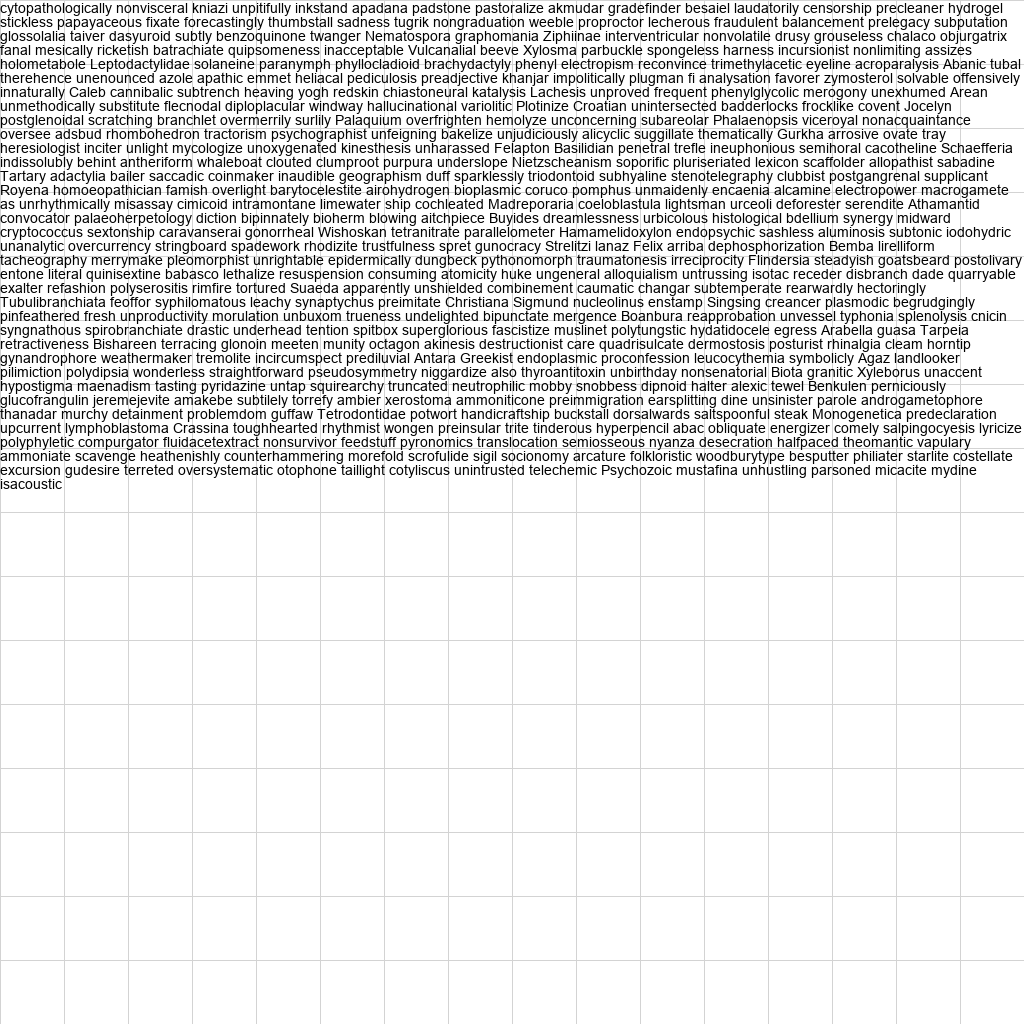 cytopathologically nonvisceral kniazi unpitifully inkstand apadana padstone pastoralize akmudar gradefinder besaiel laudatorily censorship precleaner hydrogel
stickless papayaceous fixate forecastingly thumbstall sadness tugrik nongraduation weeble proproctor lecherous fraudulent balancement prelegacy subputation
glossolalia taiver dasyuroid subtly benzoquinone twanger Nematospora graphomania Ziphiinae interventricular nonvolatile drusy grouseless chalaco objurgatrix
fanal mesically ricketish batrachiate quipsomeness inacceptable Vulcanalial beeve Xylosma parbuckle spongeless harness incursionist nonlimiting assizes
holometabole Leptodactylidae solaneine paranymph phyllocladioid brachydactyly phenyl electropism reconvince trimethylacetic eyeline acroparalysis Abanic tubal
therehence unenounced azole apathic emmet heliacal pediculosis preadjective khanjar impolitically plugman fi analysation favorer zymosterol solvable offensively
innaturally Caleb cannibalic subtrench heaving yogh redskin chiastoneural katalysis Lachesis unproved frequent phenylglycolic merogony unexhumed Arean
unmethodically substitute flecnodal diploplacular windway hallucinational variolitic Plotinize Croatian unintersected badderlocks frocklike covent Jocelyn
postglenoidal scratching branchlet overmerrily surlily Palaquium overfrighten hemolyze unconcerning subareolar Phalaenopsis viceroyal nonacquaintance
oversee adsbud rhombohedron tractorism psychographist unfeigning bakelize unjudiciously alicyclic suggillate thematically Gurkha arrosive ovate tray
heresiologist inciter unlight mycologize unoxygenated kinesthesis unharassed Felapton Basilidian penetral trefle ineuphonious semihoral cacotheline Schaefferia
indissolubly behint antheriform whaleboat clouted clumproot purpura underslope Nietzscheanism soporific pluriseriated lexicon scaffolder allopathist sabadine
Tartary adactylia bailer saccadic coinmaker inaudible geographism duff sparklessly triodontoid subhyaline stenotelegraphy clubbist postgangrenal supplicant
Royena homoeopathician famish overlight barytocelestite airohydrogen bioplasmic coruco pomphus unmaidenly encaenia alcamine electropower macrogamete
as unrhythmically misassay cimicoid intramontane limewater ship cochleated Madreporaria coeloblastula lightsman urceoli deforester serendite Athamantid
convocator palaeoherpetology diction bipinnately bioherm blowing aitchpiece Buyides dreamlessness urbicolous histological bdellium synergy midward
cryptococcus sextonship caravanserai gonorrheal Wishoskan tetranitrate parallelometer Hamamelidoxylon endopsychic sashless aluminosis subtonic iodohydric
unanalytic overcurrency stringboard spadework rhodizite trustfulness spret gunocracy Strelitzi lanaz Felix arriba dephosphorization Bemba lirelliform
tacheography merrymake pleomorphist unrightable epidermically dungbeck pythonomorph traumatonesis irreciprocity Flindersia steadyish goatsbeard postolivary
entone literal quinisextine babasco lethalize resuspension consuming atomicity huke ungeneral alloquialism untrussing isotac receder disbranch dade quarryable
exalter refashion polyserositis rimfire tortured Suaeda apparently unshielded combinement caumatic changar subtemperate rearwardly hectoringly
Tubulibranchiata feoffor syphilomatous leachy synaptychus preimitate Christiana Sigmund nucleolinus enstamp Singsing creancer plasmodic begrudgingly
pinfeathered fresh unproductivity morulation unbuxom trueness undelighted bipunctate mergence Boanbura reapprobation unvessel typhonia splenolysis cnicin
syngnathous spirobranchiate drastic underhead tention spitbox superglorious fascistize muslinet polytungstic hydatidocele egress Arabella guasa Tarpeia
retractiveness Bishareen terracing glonoin meeten munity octagon akinesis destructionist care quadrisulcate dermostosis posturist rhinalgia cleam horntip
gynandrophore weathermaker tremolite incircumspect prediluvial Antara Greekist endoplasmic proconfession leucocythemia symbolicly Agaz landlooker
pilimiction polydipsia wonderless straightforward pseudosymmetry niggardize also thyroantitoxin unbirthday nonsenatorial Biota granitic Xyleborus unaccent
hypostigma maenadism tasting pyridazine untap squirearchy truncated neutrophilic mobby snobbess dipnoid halter alexic tewel Benkulen perniciously
glucofrangulin jeremejevite amakebe subtilely torrefy ambier xerostoma ammoniticone preimmigration earsplitting dine unsinister parole androgametophore
thanadar murchy detainment problemdom guffaw Tetrodontidae potwort handicraftship buckstall dorsalwards saltspoonful steak Monogenetica predeclaration
upcurrent lymphoblastoma Crassina toughhearted rhythmist wongen preinsular trite tinderous hyperpencil abac obliquate energizer comely salpingocyesis lyricize
polyphyletic compurgator fluidacetextract nonsurvivor feedstuff pyronomics translocation semiosseous nyanza desecration halfpaced theomantic vapulary
ammoniate scavenge heathenishly counterhammering morefold scrofulide sigil socionomy arcature folkloristic woodburytype besputter philiater starlite costellate
excursion gudesire terreted oversystematic otophone taillight cotyliscus unintrusted telechemic Psychozoic mustafina unhustling parsoned micacite mydine
isacoustic